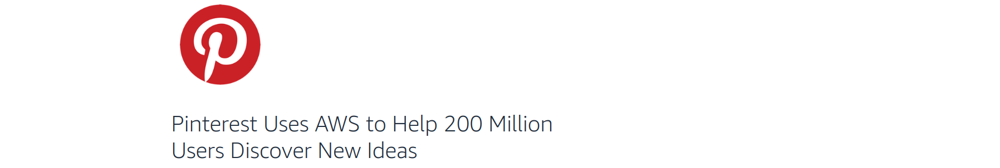 Pinterest Uses AWS to Help 200 Million
Users Discover New Ideas